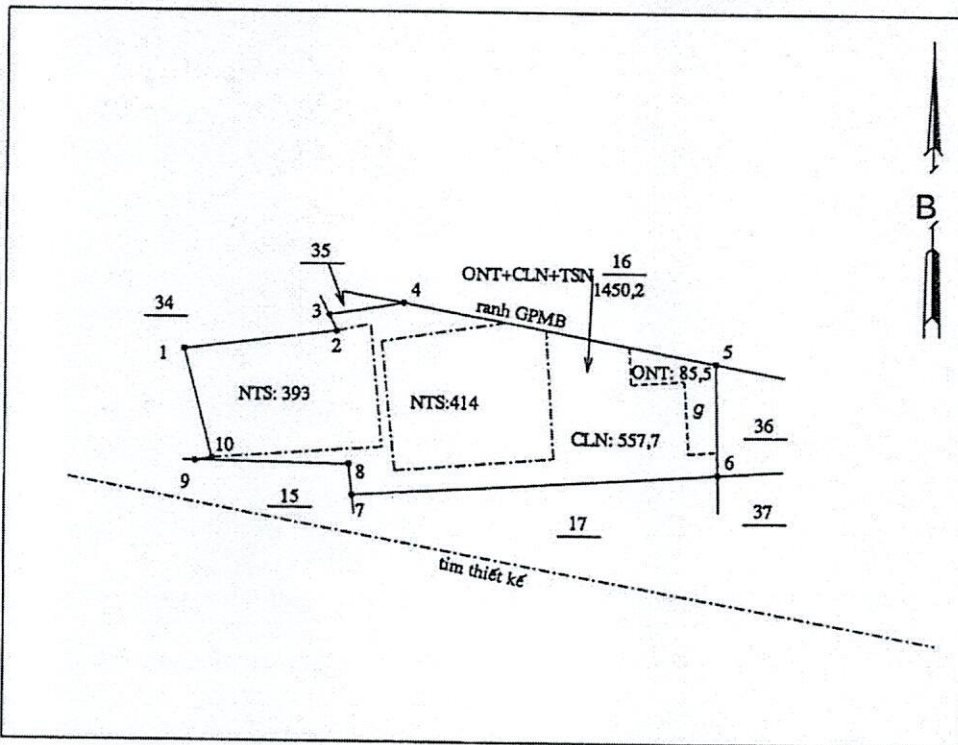 B
35
16
ONT+CLN+TSN
1450,2
34
4
3
ranh GPMB
2
1
5
ONT: 85,5
NTS: 393
NTS:414
g
36
CLN: 557,7
10
8
6
9
15
7
37
17
tim thiết kế